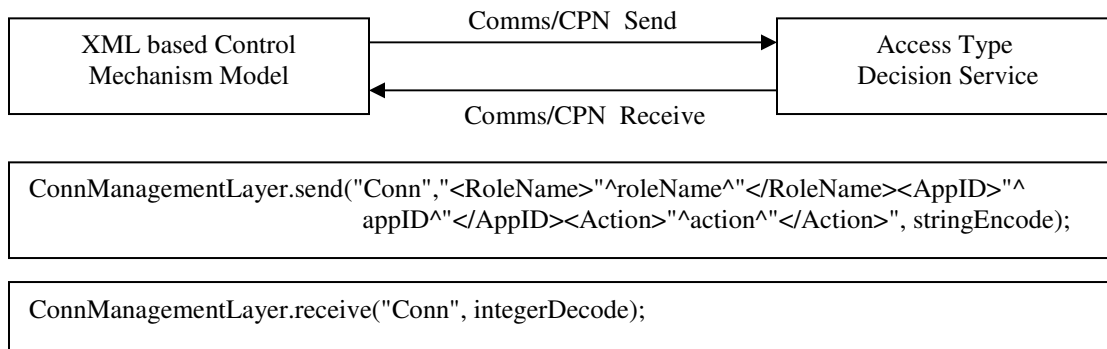 Comms/CPN Send
XML based Control
Mechanism Model
Access Type
Decision Service
Comms/CPN Receive
ConnManagementLayer.send("Conn","<RoleName>"^roleName^"</RoleName><AppID>"^
appID^"</AppID><Action>"^action^"</Action>", stringEncode);
ConnManagementLayer.receive("Conn", integerDecode);